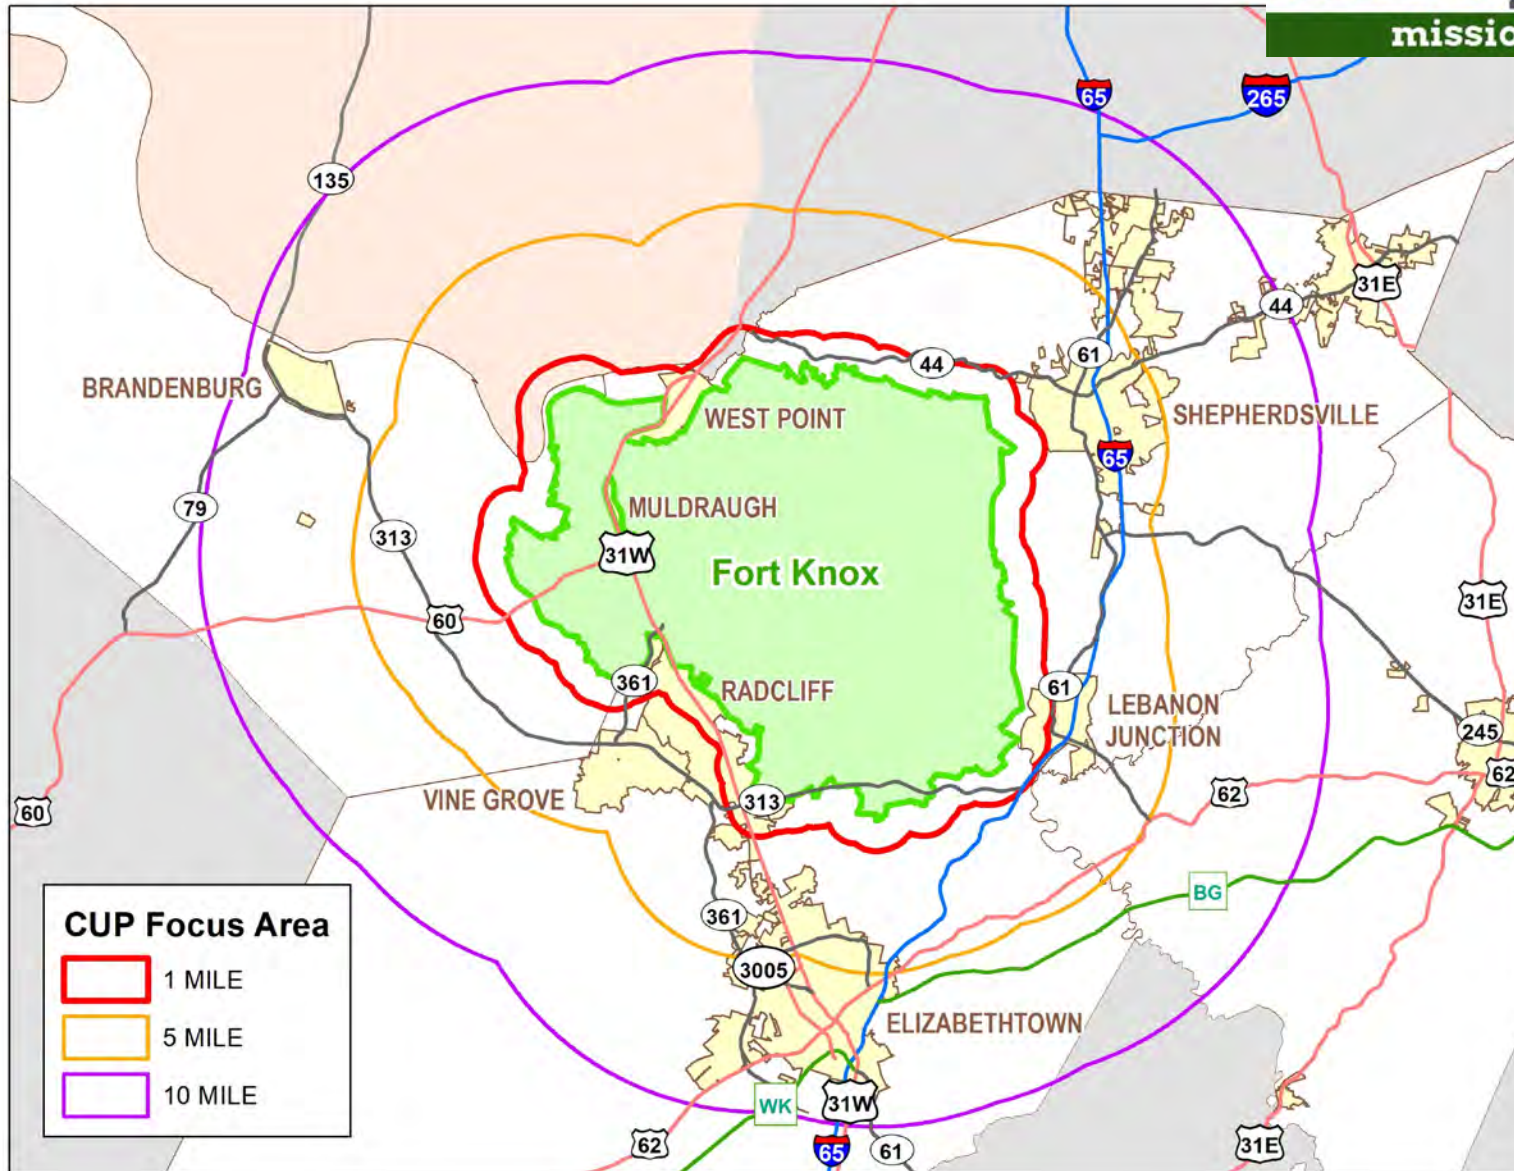 missio
65
265
135
31E
44
61
44
BRANDENBURG
WEST POINT
SHEPHERDSVILLE
65
79
MULDRAUGH
313
31W
Fort Knox
31E
60
361
RADCLIFF
61
LEBANON
JUNCTION
245
62
62
VINE GROVE
313
60
BG
CUP Focus Area
361
3005
1 MILE
5 MILE
ELIZABETHTOWN
10 MILE
WK
31W
62
65
61
31E